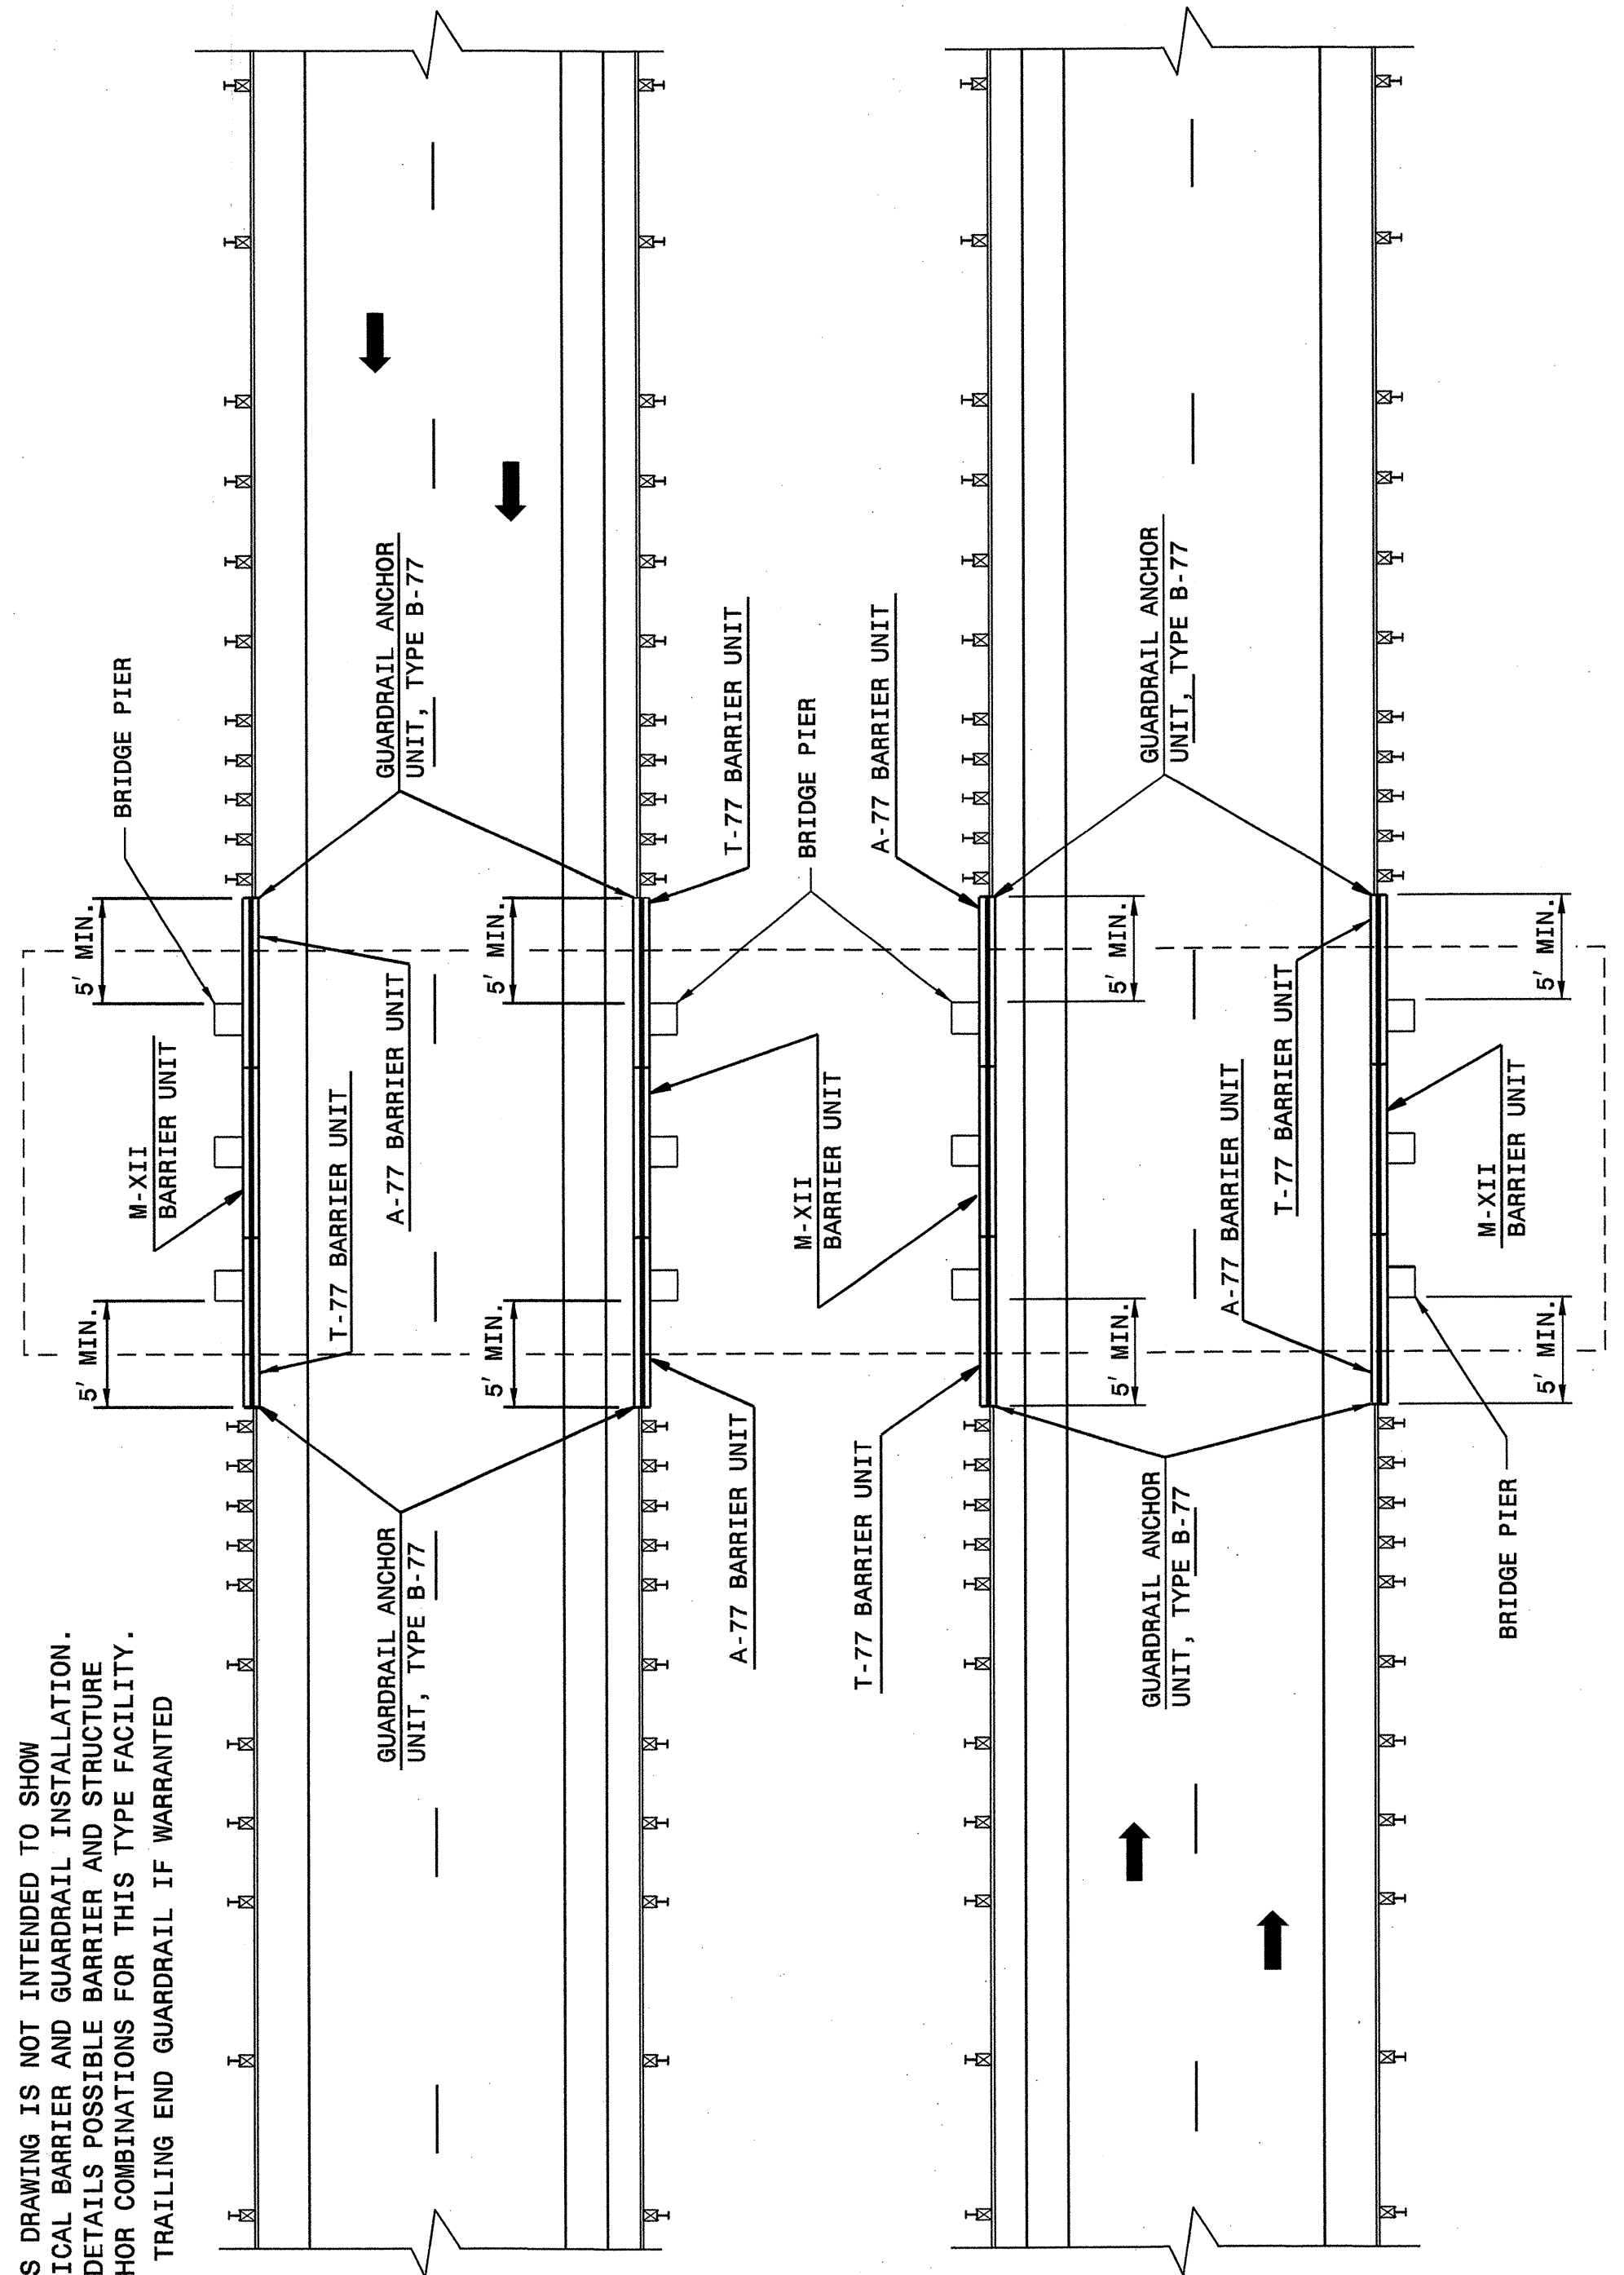 S DRAWING IS NOT INTENDED TO SHOW
ICAL BARRIER AND GUARDRAIL INSTALLATION.
DETAILS POSSIBLE BARRIER AND STRUCTURE
HOR COMBINATIONS FOR THIS TYPE FACILITY.
TRAILING END GUARDRAIL IF WARRANTED
5' MIN.
5' MIN.
BRIDGE PIER
M-XII
BARRIER UNIT
T-77 BARRIER UNIT
A-77 BARRIER UNIT
GUARDRAIL ANCHOR
UNIT, TYPE B-77
GUARDRAIL ANCHOR
UNIT, TYPE B-77
5' MIN.
5' MIN.
A-77 BARRIER UNIT
T-77 BARRIER UNIT
BRIDGE PIER
M-XII
BARRIER UNIT
T-77 BARRIER UNIT
A-77 BARRIER UNIT
5' MIN.
5' MIN.
GUARDRAIL ANCHOR
UNIT, TYPE B-77
GUARDRAIL ANCHOR
UNIT, TYPE B-77
A-77 BARRIER UNIT
T-77 BARRIER UNIT
BRIDGE PIER
M-XII
BARRIER UNIT
5' MIN.
5' MIN.